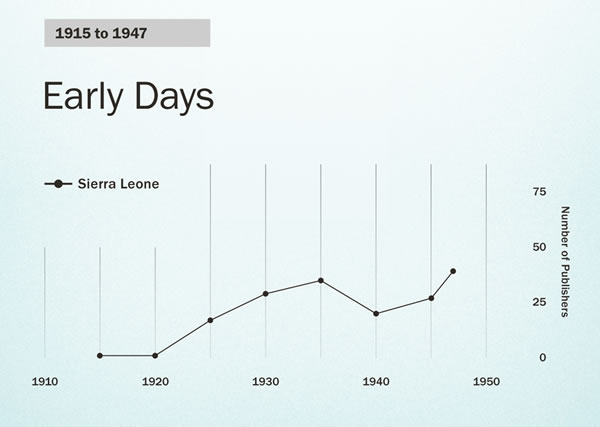 1915 to 1947
Early Days
Sierra Leone
75
50
25
0
Number of Publishers
1910 1920 1930 1940 1950